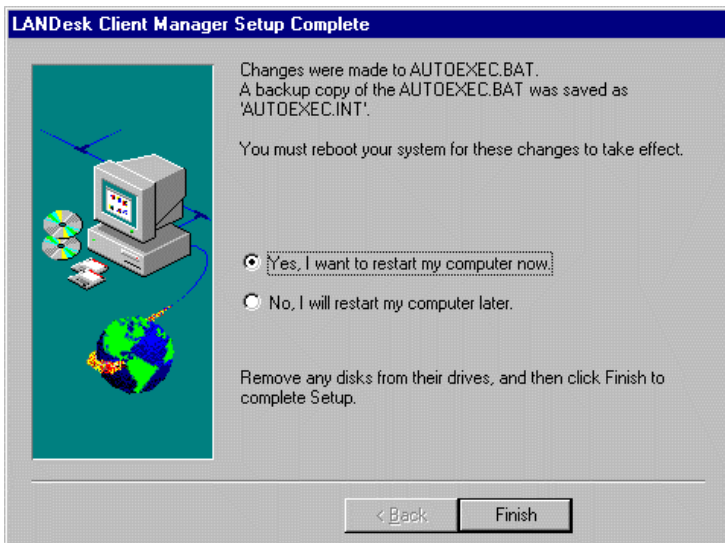 LANDesk Client Manager Setup Complete
Changes were made to AUTOEXEC.BAT.
A backup copy of the AUTOEXEC.BAT was saved as
'AUTOEXEC.INT'.
You must reboot your system for these changes to take effect.
Yes, I want to restart my computer now.
No, I will restart my computer later.
Remove any disks from their drives, and then click Finish to
complete Setup.
< Back
Finish